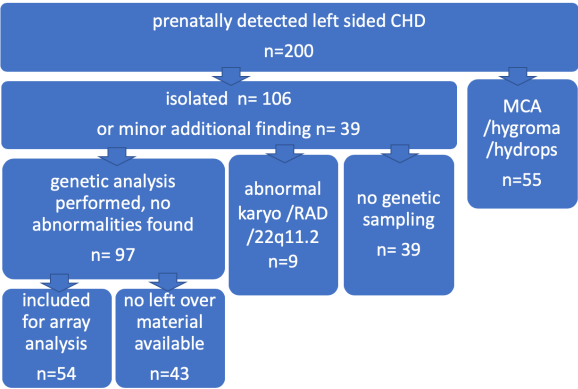 prenatally detected left sided CHD
n=200
isolated n= 106
or minor additional finding n= 39
MCA
/hygroma
/hydrops
n=55
genetic analysis
performed, no
abnormalities found
n= 97
abnormal
karyo /RAD
/22q11.2
n=9
no genetic
sampling
n= 39
included
for array
analysis
n=54
no left over
material
available
n=43